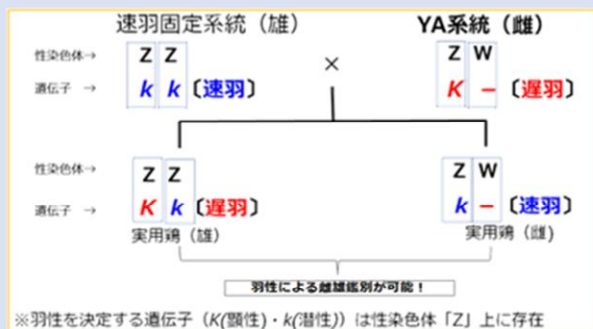 速羽固定系統（雄） YA系統（雌）
性染色体→ Z Z × Z W
遺伝子 → k k 〔速羽〕 K − 〔遅羽〕
性染色体→ Z Z Z W
遺伝子 → K k 〔遅羽〕 k − 〔速羽〕
実用鶏（雄） 実用鶏（雌）
羽性による雌雄鑑別が可能！
※羽性を決定する遺伝子（K(顕性)・k(潜性)）は性染色体「Z」上に存在